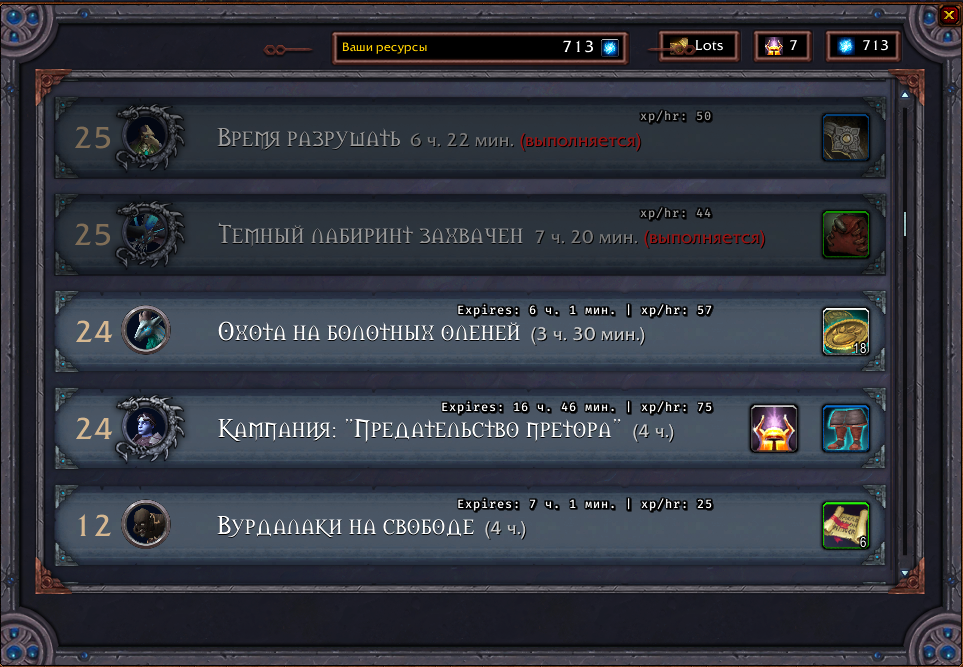 Ваши ресурсы 713 Lots 7 713
xp/hr: 50
25 Время разрушать 6 ч. 22 мин. (выполняется)
xp/hr: 44
25 Темный лабиринт захвачен 7 ч. 20 мин. (выполняется)
Expires: 6 ч. 1 мин. | xp/hr: 57
24 Охота на болотных оленей (3 ч. 30 мин.)
18
Expires: 16 ч. 46 мин. | xp/hr: 75
24 Кампания: "Предательство претора" (4 ч.)
Expires: 7 ч. 1 мин. | xp/hr: 25
12 Вурдалаки на свободе (4 ч.)
6